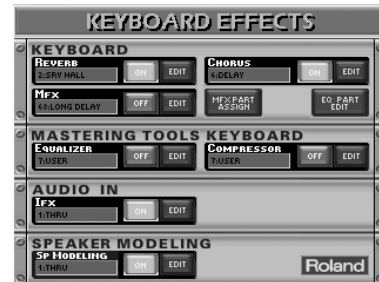 KEYBOARD EFFECTS
KEYBOARD
REVERB CHORUS
2:SRV HALL ON EDIT 6:DELAY ON EDIT
MFX
68:LONG DELAY OFF EDIT MFX PART ASSIGN EQ PART EDIT
MASTERING TOOLS KEYBOARD
EQUALIZER COMPRESSOR
7:USER OFF EDIT 7:USER OFF EDIT
AUDIO IN
IFX
1:THRU ON EDIT
SPEAKER MODELING
SP MODELING
1:THRU ON EDIT Roland